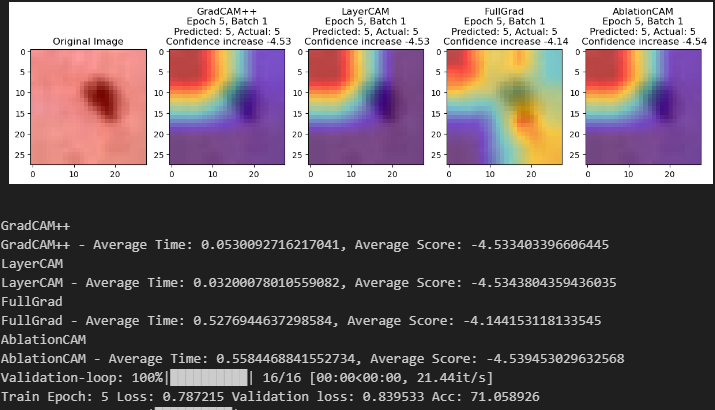 Original Image
GradCAM++
Epoch 5, Batch 1
Predicted: 5, Actual: 5
Confidence increase -4.53
LayerCAM
Epoch 5, Batch 1
Predicted: 5, Actual: 5
Confidence increase -4.53
FullGrad
Epoch 5, Batch 1
Predicted: 5, Actual: 5
Confidence increase -4.14
AblationCAM
Epoch 5, Batch 1
Predicted: 5, Actual: 5
Confidence increase -4.54
0
5
10
15
20
25
0 10 20
0
5
10
15
20
25
0 10 20
0
5
10
15
20
25
0 10 20
0
5
10
15
20
25
0 10 20
0
5
10
15
20
25
0 10 20
GradCAM++
GradCAM++ - Average Time: 0.0530092716217041, Average Score: -4.533403396606445
LayerCAM
LayerCAM - Average Time: 0.03200078010559082, Average Score: -4.5343804359436035
FullGrad
FullGrad - Average Time: 0.5276944637298584, Average Score: -4.144153118133545
AblationCAM
AblationCAM - Average Time: 0.5584468841552734, Average Score: -4.539453029632568
Validation-loop: 100%|██████████| 16/16 [00:00<00:00, 21.44it/s]
Train Epoch: 5 Loss: 0.787215 Validation loss: 0.839533 Acc: 71.058926